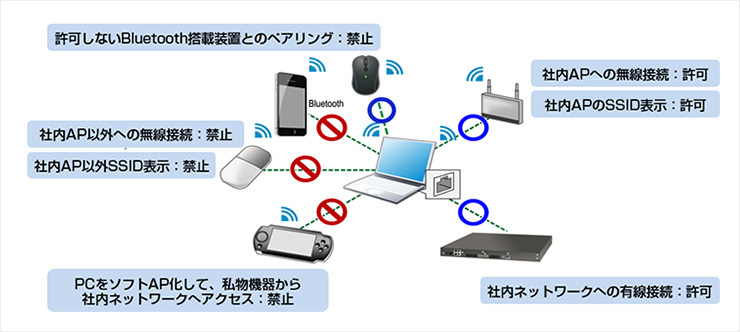 許可しないBluetooth搭載装置とのペアリング：禁止
社内APへの無線接続：許可
社内APのSSID表示：許可
Bluetooth
社内AP以外への無線接続：禁止
社内AP以外SSID表示：禁止
PCをソフトAP化して、私物機器から
社内ネットワークへアクセス：禁止
社内ネットワークへの有線接続：許可